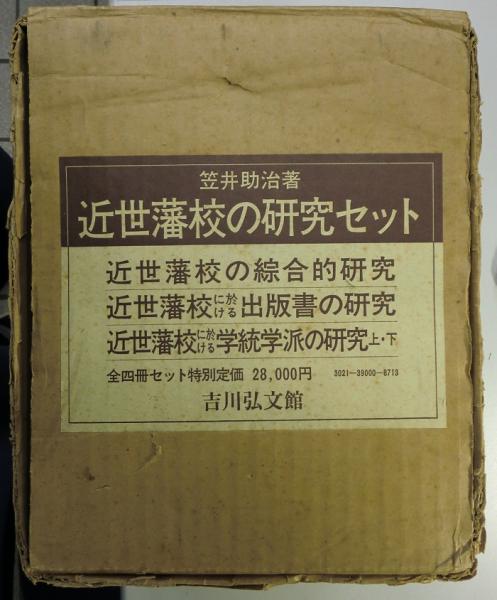 笠井助治著
近世藩校の研究セット
近世藩校の綜合的研究
近世藩校に於ける出版書の研究
近世藩校に於ける学統学派の研究上・下
全四冊セット特別定価 28,000円 3021-39000-8713
吉川弘文館